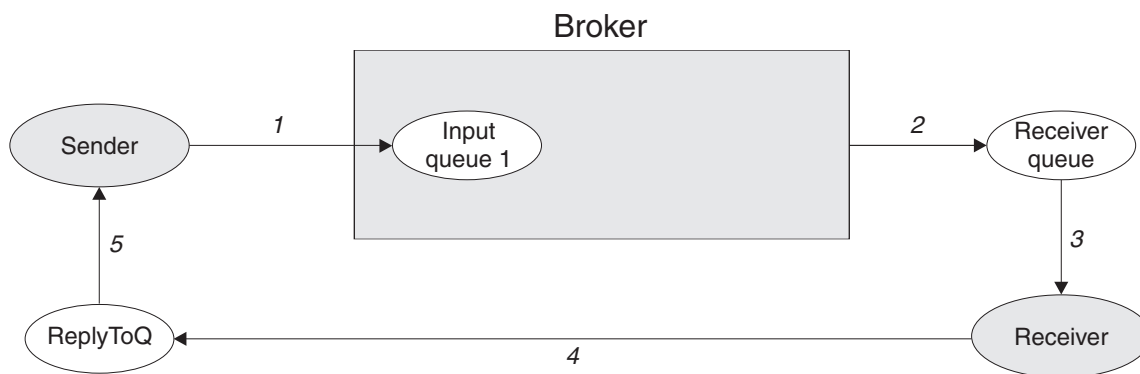 Broker
1
2
Sender
Input
queue 1
Receiver
queue
5
3
ReplyToQ
4
Receiver